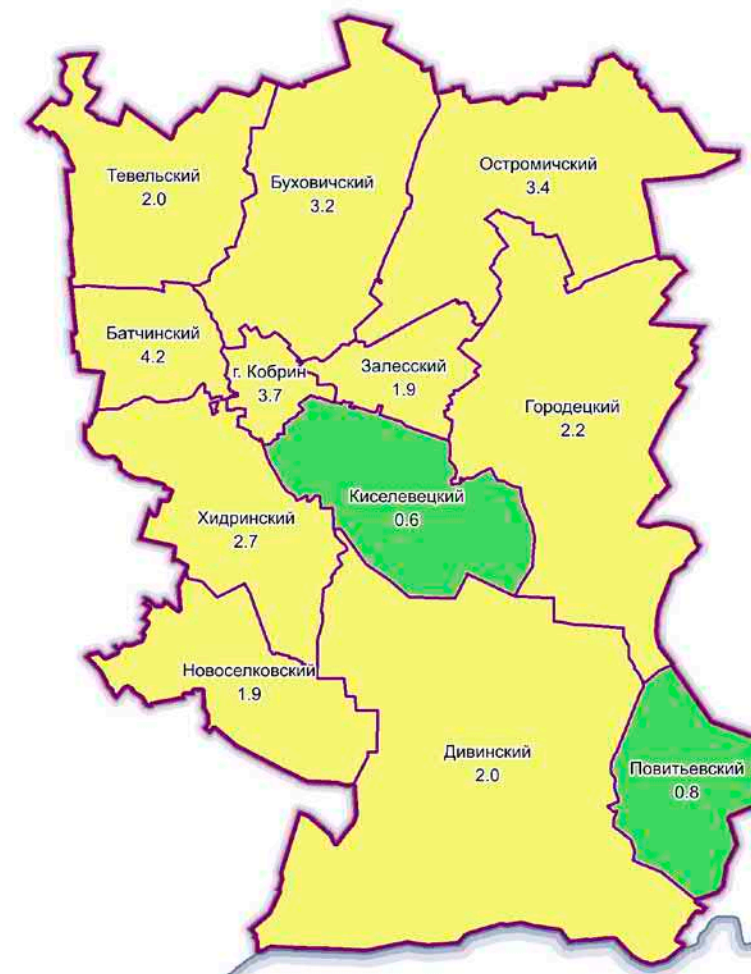 Тевельский
2.0
Буховичский
3.2
Остромичский
3.4
Батчинский
4.2
г. Кобрин
3.7
Залесский
1.9
Городецкий
2.2
Киселевецкий
0.6
Хидринский
2.7
Новоселковский
1.9
Дивинский
2.0
Повитьевский
0.8